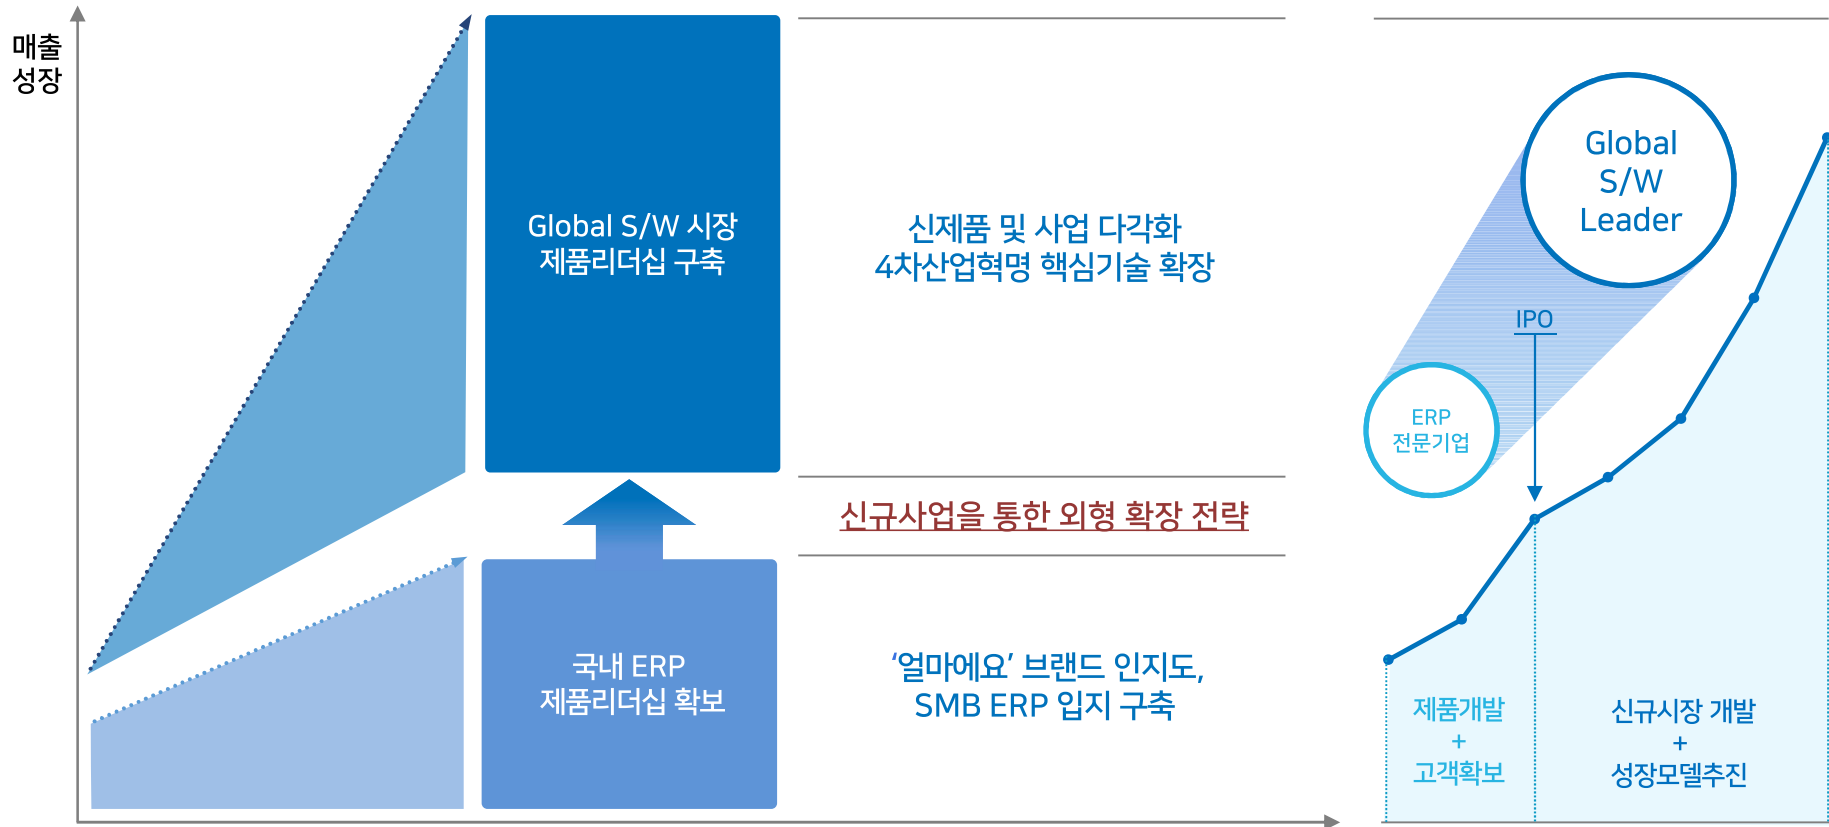 매출
성장
Global S/W 시장
제품리더십 구축
신제품 및 사업 다각화
4차산업혁명 핵심기술 확장
신규사업을 통한 외형 확장 전략
국내 ERP
제품리더십 확보
‘얼마에요’ 브랜드 인지도,
SMB ERP 입지 구축
Global
S/W
Leader
IPO
ERP
전문기업
제품개발
+
고객확보
신규시장 개발
+
성장모델추진